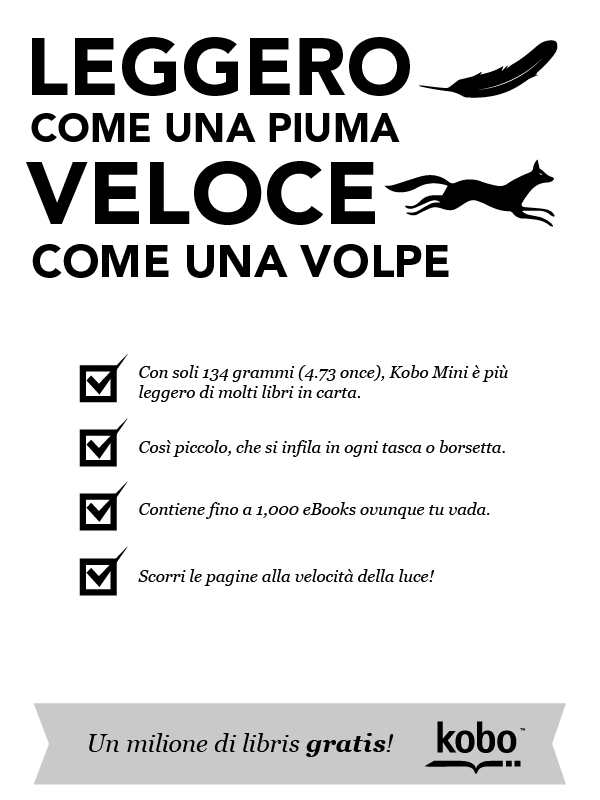 LEGGERO
COME UNA PIUMA
VELOCE
COME UNA VOLPE
Con soli 134 grammi (4.73 once), Kobo Mini è più
leggero di molti libri in carta.
Così piccolo, che si infila in ogni tasca o borsetta.
Contiene fino a 1,000 eBooks ovunque tu vada.
Scorri le pagine alla velocità della luce!
Un milione di libris gratis!
kobo™